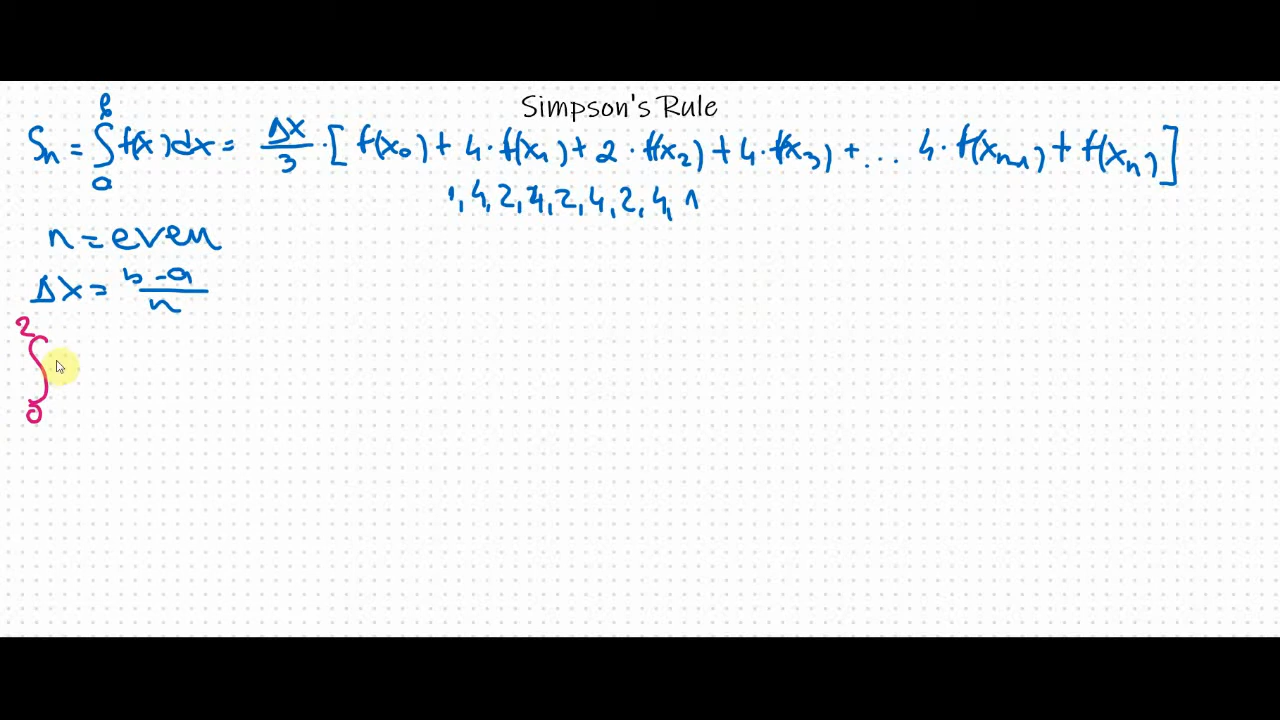 Simpson's Rule
Sn = ∫ₐᵇ f(x)dx = Δx/3 · [ f(x₀) + 4·f(x₁) + 2·f(x₂) + 4·f(x₃) + ... 4·f(xₙ₋₁) + f(xₙ) ]
1, 4, 2, 4, 2, 4, 2, 4, 1
n = even
Δx = b-a/n
∫₀²